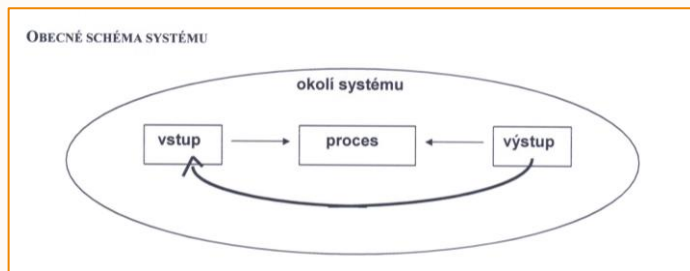 OBECNÉ SCHÉMA SYSTÉMU
okolí systému
vstup
proces
výstup